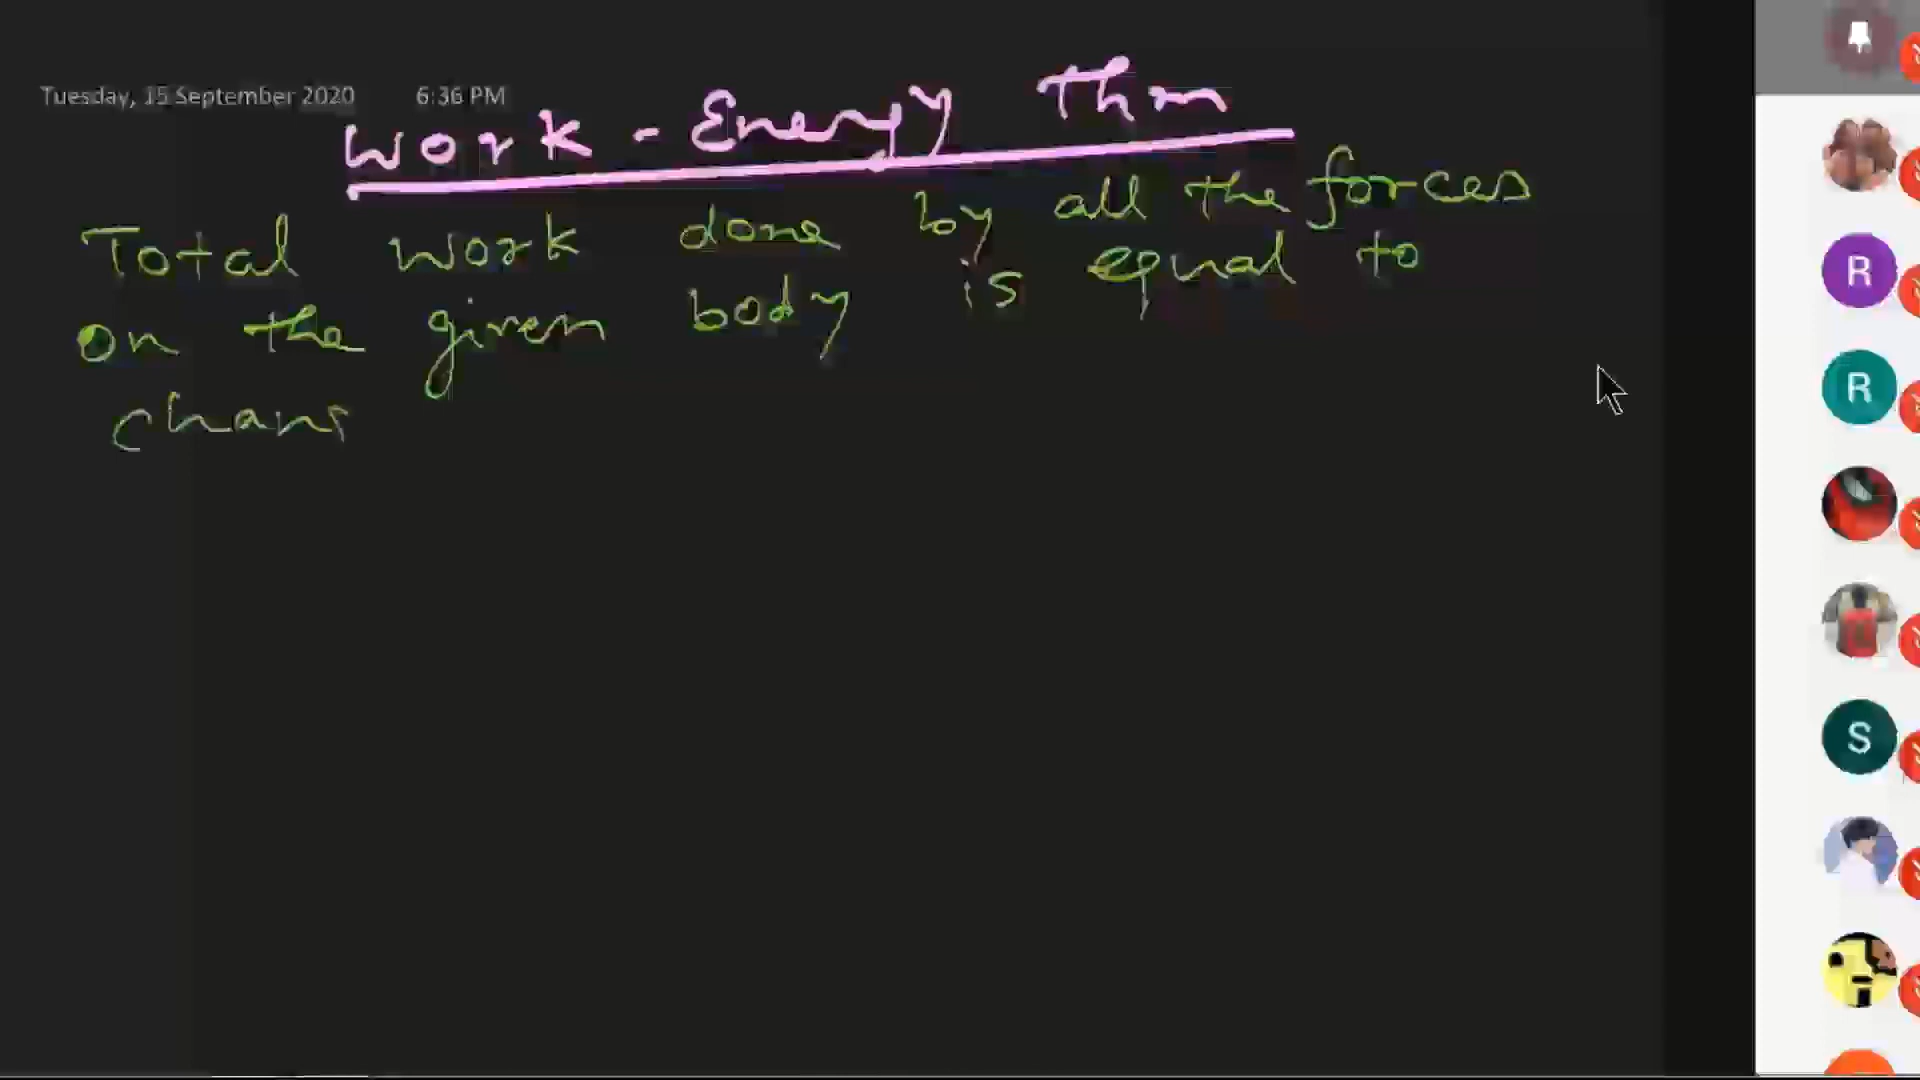 Tuesday, 15 September 2020 6:36 PM
Work - Energy Thm
Total work done by all the forces
on the given body is equal to
chang
R
R
S